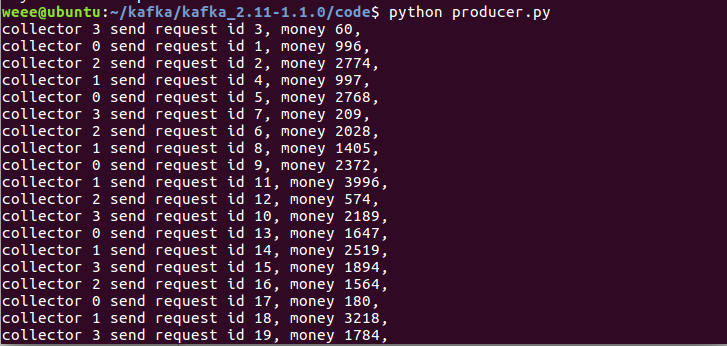 weee@ubuntu:~/kafka/kafka_2.11-1.1.0/code$ python producer.py
collector 3 send request id 3, money 60,
collector 0 send request id 1, money 996,
collector 2 send request id 2, money 2774,
collector 1 send request id 4, money 997,
collector 0 send request id 5, money 2768,
collector 3 send request id 7, money 209,
collector 2 send request id 6, money 2028,
collector 1 send request id 8, money 1405,
collector 0 send request id 9, money 2372,
collector 1 send request id 11, money 3996,
collector 2 send request id 12, money 574,
collector 3 send request id 10, money 2189,
collector 0 send request id 13, money 1647,
collector 1 send request id 14, money 2519,
collector 3 send request id 15, money 1894,
collector 2 send request id 16, money 1564,
collector 0 send request id 17, money 180,
collector 1 send request id 18, money 3218,
collector 3 send request id 19, money 1784,